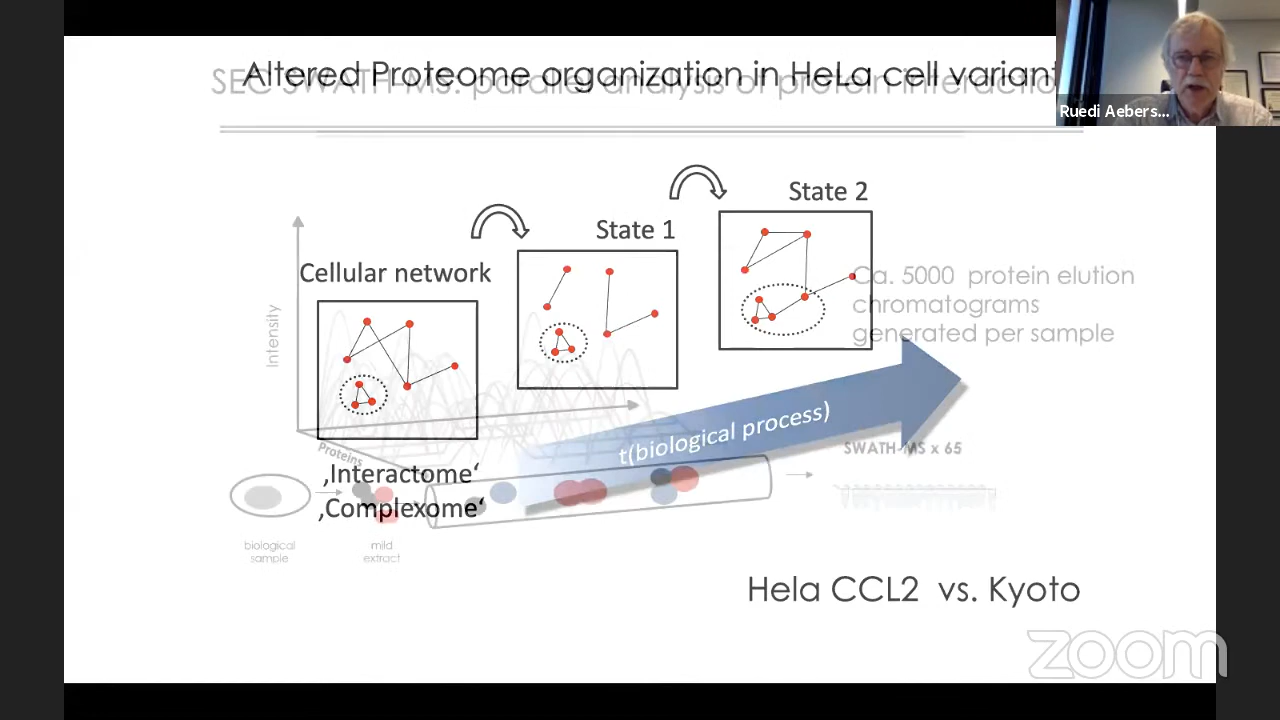 Altered Proteome organization in HeLa cell variant
SEC SWATH-MS: parallel analysis of protein interactio
Ruedi Aebers...
State 2
State 1
Cellular network
Ca. 5000 protein elution
chromatograms
generated per sample
Intensity
t(biological process)
Proteins
SWATH-MS x 65
‚Interactome‘
‚Complexome‘
biological
sample
mild
extract
Hela CCL2 vs. Kyoto
zoom